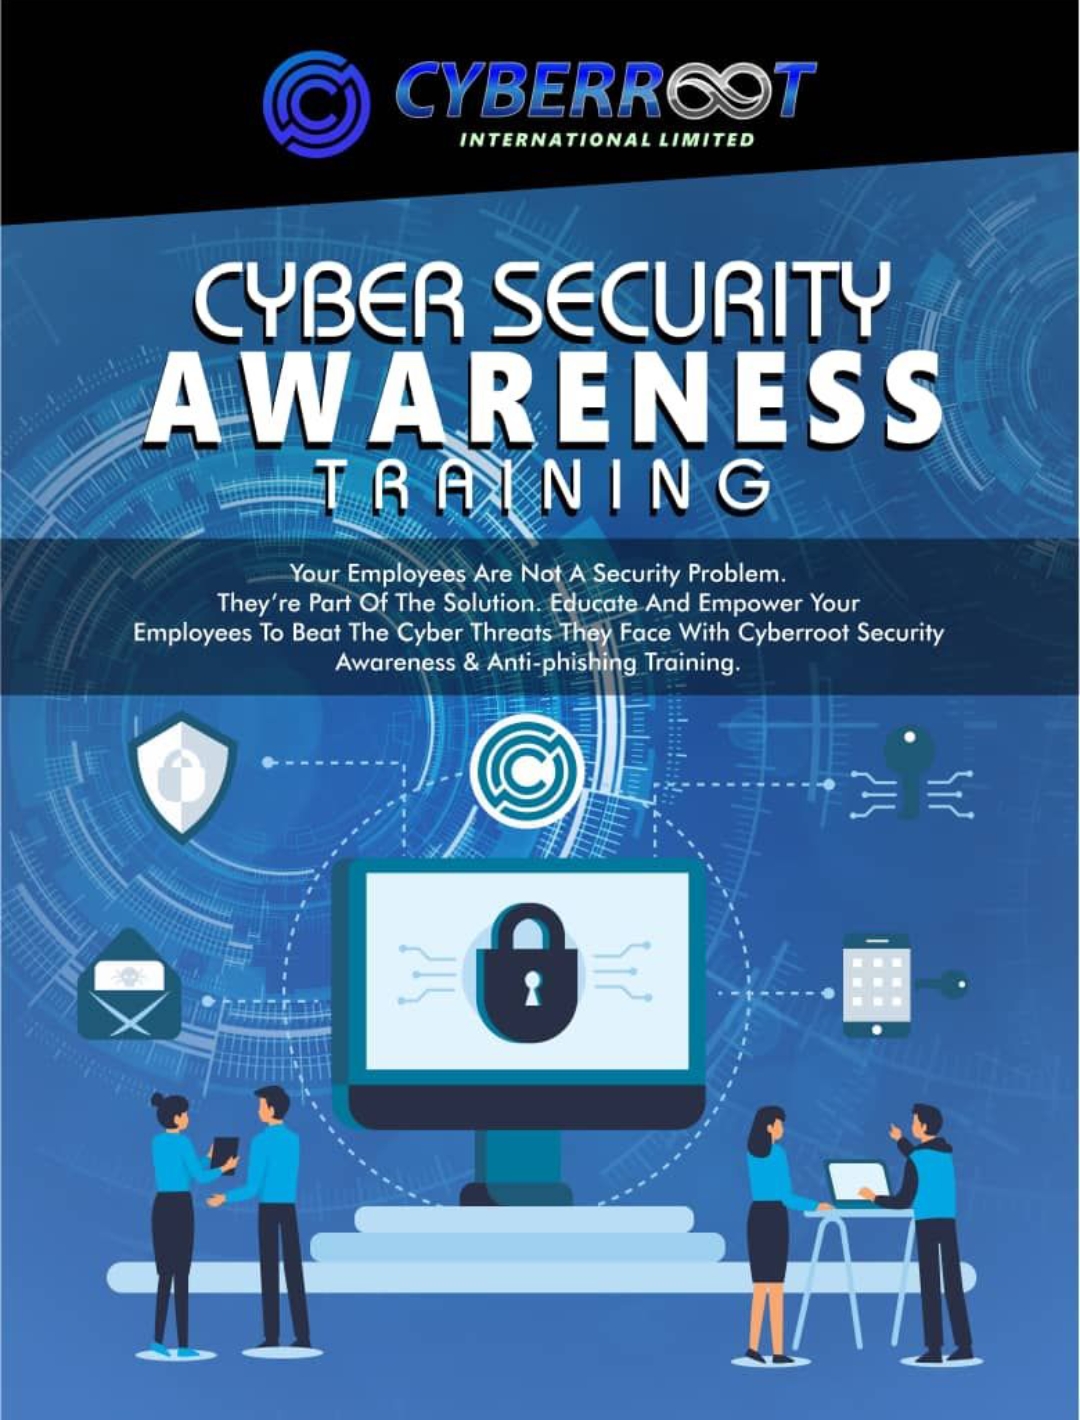 CYBERROOT
INTERNATIONAL LIMITED
CYBER SECURITY
AWARENESS
TRAINING
Your Employees Are Not A Security Problem.
They're Part Of The Solution. Educate And Empower Your
Employees To Beat The Cyber Threats They Face With Cyberroot Security
Awareness & Anti-phishing Training.